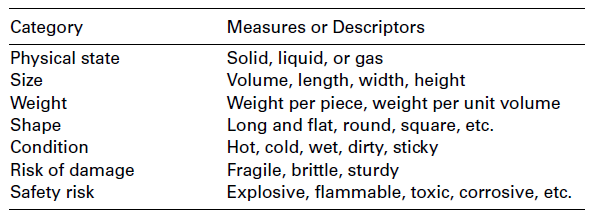 Category Measures or Descriptors
Physical state Solid, liquid, or gas
Size Volume, length, width, height
Weight Weight per piece, weight per unit volume
Shape Long and flat, round, square, etc.
Condition Hot, cold, wet, dirty, sticky
Risk of damage Fragile, brittle, sturdy
Safety risk Explosive, flammable, toxic, corrosive, etc.